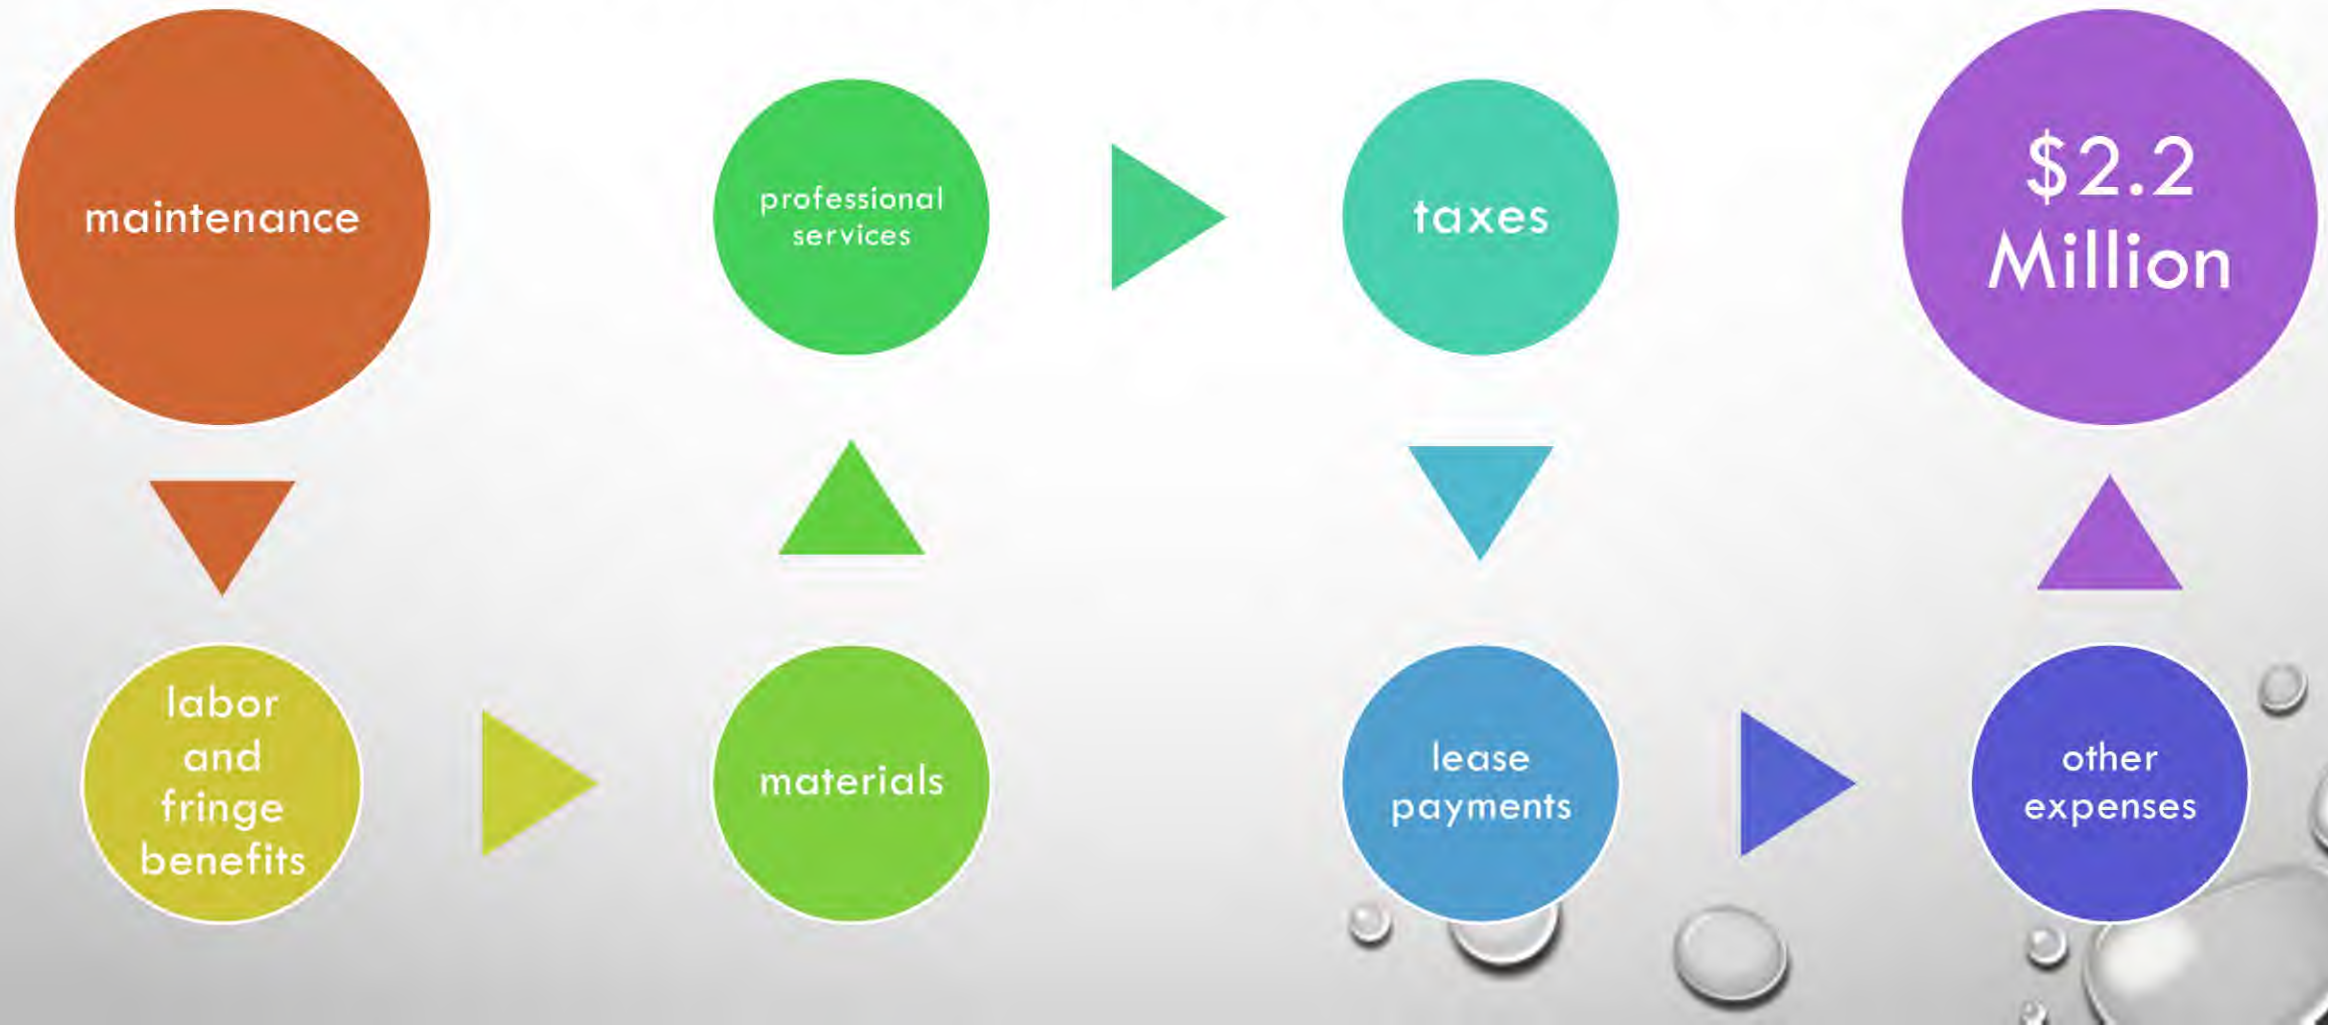 maintenance
labor
and
fringe
benefits
materials
professional
services
taxes
lease
payments
other
expenses
$2.2
Million